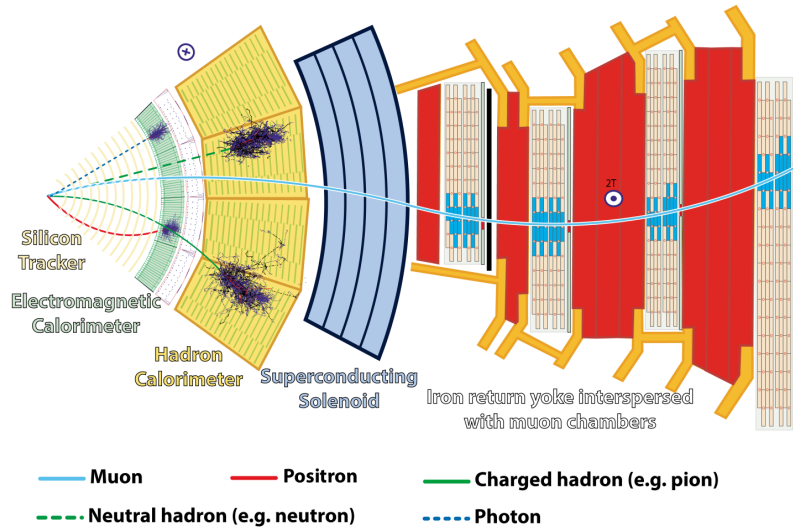 2T
Silicon
Tracker
Electromagnetic
Calorimeter
Hadron
Calorimeter
Superconducting
Solenoid
Iron return yoke interspersed
with muon chambers
Muon
Positron
Charged hadron (e.g. pion)
Neutral hadron (e.g. neutron)
Photon